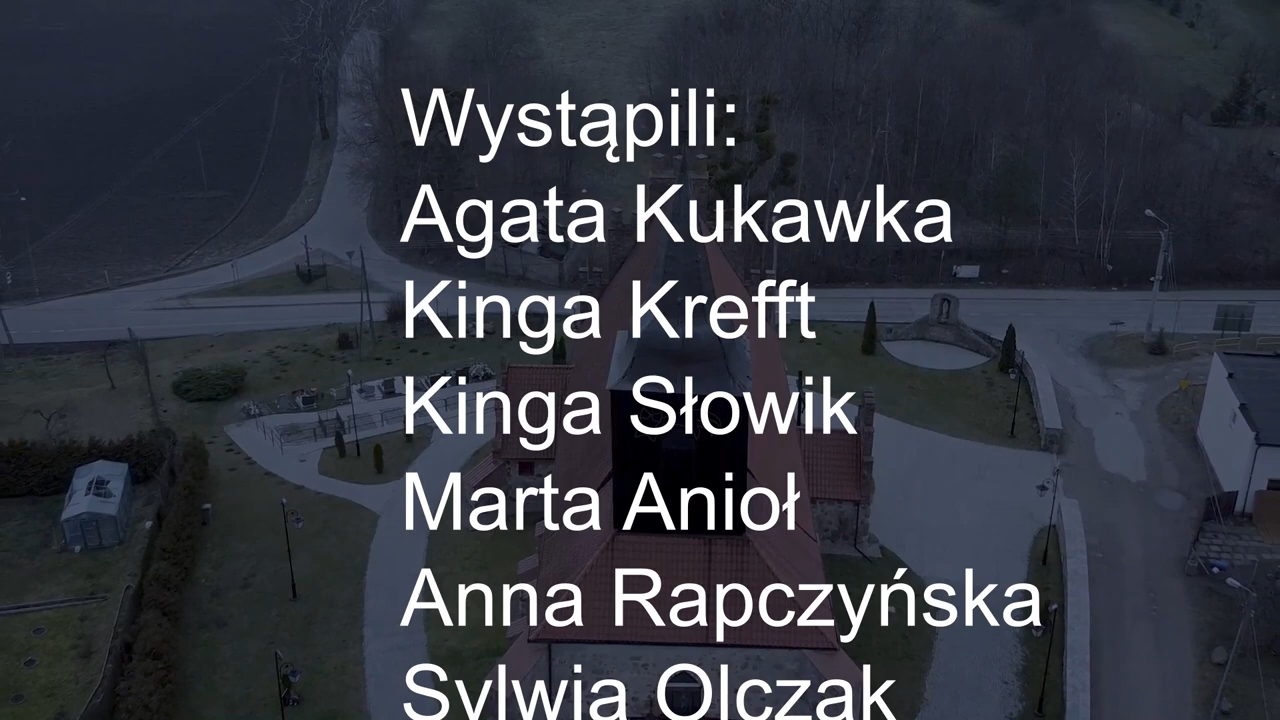 Wystąpili:
Agata Kukawka
Kinga Krefft
Kinga Słowik
Marta Anioł
Anna Rapczyńska
Sylwia Olczak